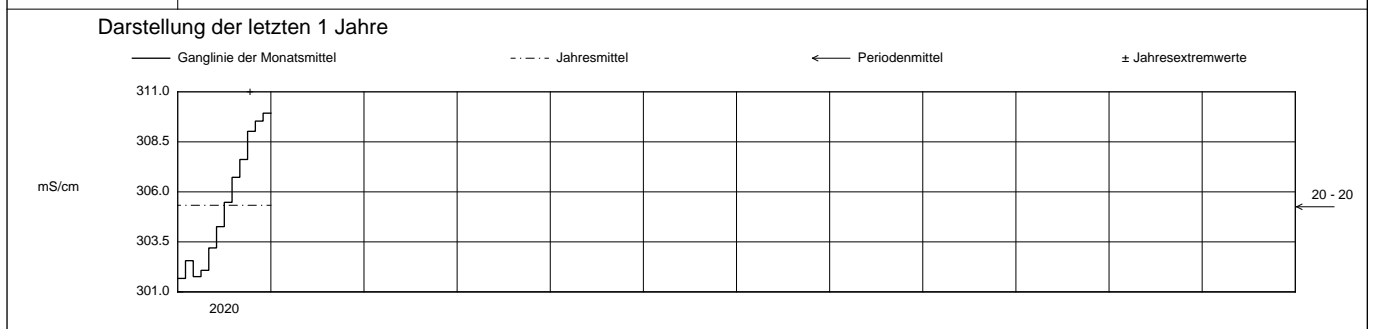 Darstellung der letzten 1 Jahre
Ganglinie der Monatsmittel Jahresmittel Periodenmittel ± Jahresextremwerte
311.0
308.5
mS/cm 306.0 20 - 20
303.5
301.0
2020